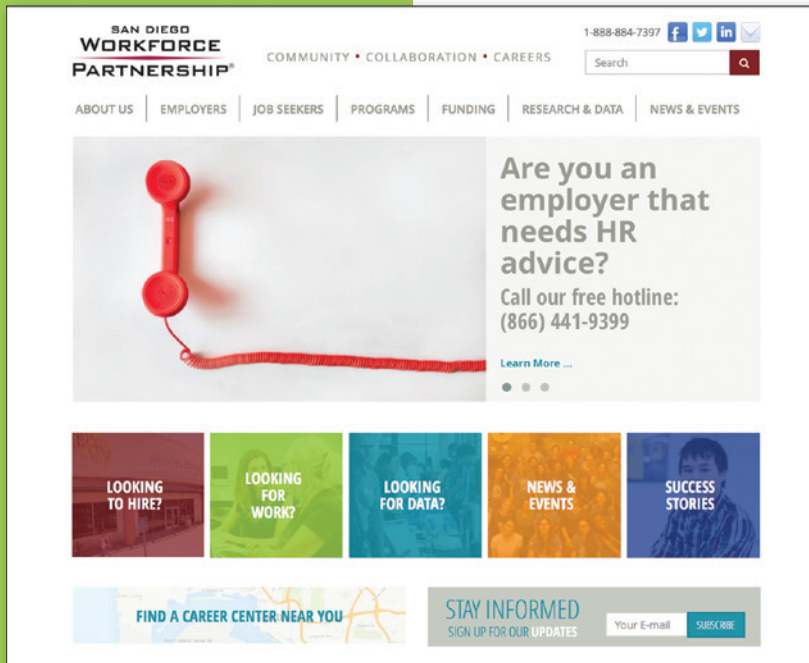 SAN DIEGO
WORKFORCE
PARTNERSHIP®
COMMUNITY • COLLABORATION • CAREERS
1-888-884-7397
Search
ABOUT US
EMPLOYERS
JOB SEEKERS
PROGRAMS
FUNDING
RESEARCH & DATA
NEWS & EVENTS
Are you an
employer that
needs HR
advice?
Call our free hotline:
(866) 441-9399
Learn More ...
LOOKING
TO HIRE?
LOOKING
FOR
WORK?
LOOKING
FOR DATA?
NEWS &
EVENTS
SUCCESS
STORIES
FIND A CAREER CENTER NEAR YOU
STAY INFORMED
SIGN UP FOR OUR UPDATES
Your E-mail
SUBSCRIBE